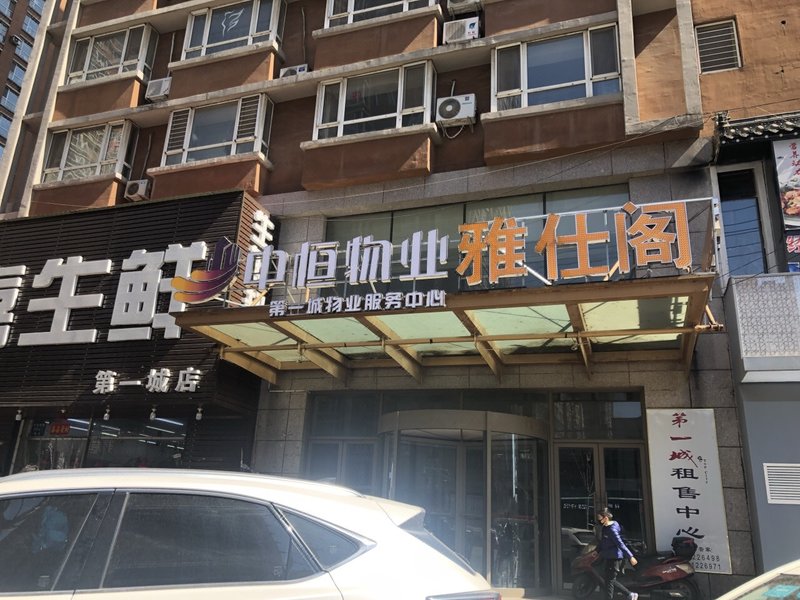 生鲜
第一城店
中恒物业
第一城物业服务中心
雅仕阁
第一城租售中心